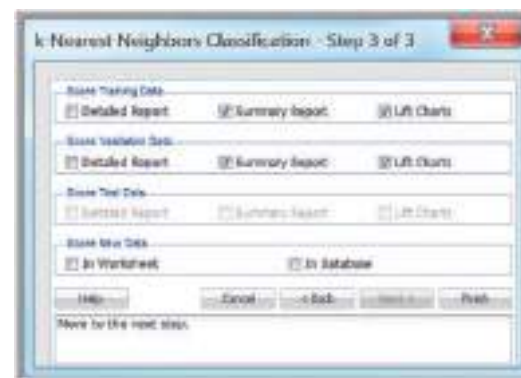 k-Nearest Neighbors Classification - Step 3 of 3
Score Training Data
Detailed Report Summary Report Lift Charts
Score Validation Data
Detailed Report Summary Report Lift Charts
Score Test Data
Detailed Report Summary Report Lift Charts
Score New Data
In Worksheet In Database
Help Cancel < Back Next > Finish
Move to the next step.